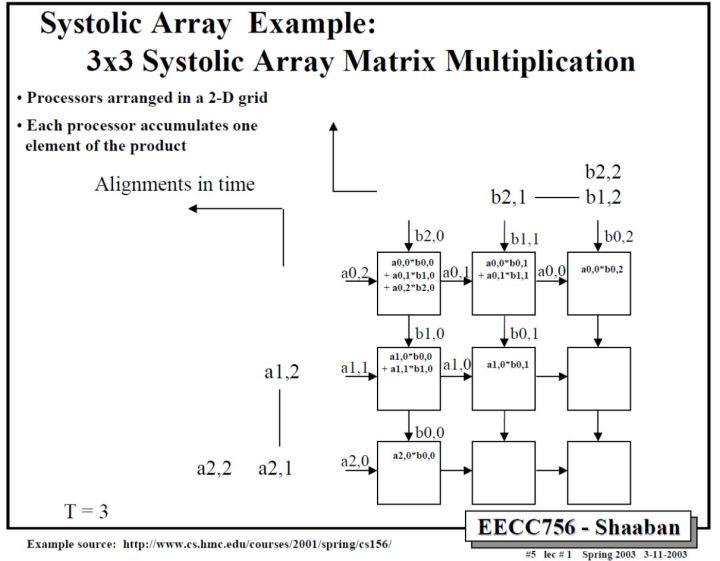 Systolic Array Example:
3x3 Systolic Array Matrix Multiplication
• Processors arranged in a 2-D grid
• Each processor accumulates one
element of the product
Alignments in time
b2,2
b2,1
b1,2
b2,0
b1,1
b0,2
a0,2
a0,0*b0,0
+ a0,1*b1,0
+ a0,2*b2,0
a0,1
a0,0*b0,1
+ a0,1*b1,1
a0,0
a0,0*b0,2
b1,0
b0,1
a1,2
a1,1
a1,0*b0,0
+ a1,1*b1,0
a1,0
a1,0*b0,1
b0,0
a2,2
a2,1
a2,0
a2,0*b0,0
T = 3
EECC756 - Shaaban
Example source: http://www.cs.hmc.edu/courses/2001/spring/cs156/
#5 lec # 1 Spring 2003 3-11-2003